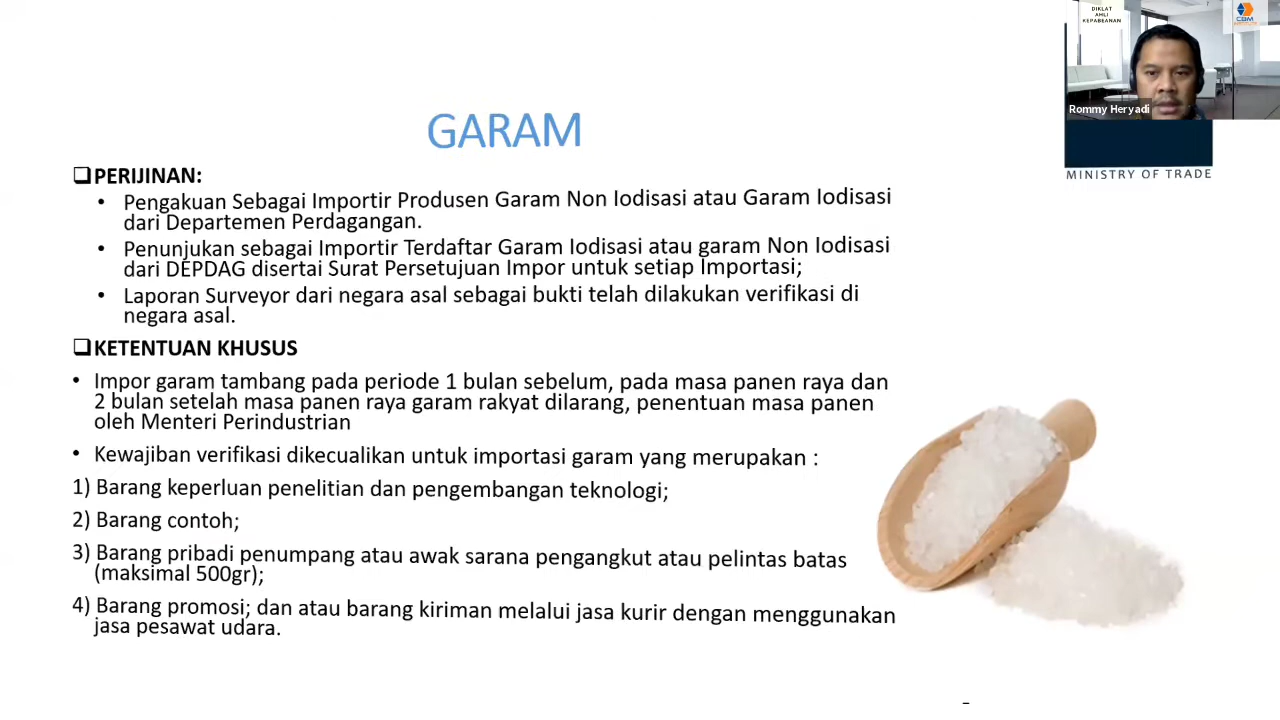 DIKLAT
AHLI
KEPABEANAN
CBM
INSTITUTE
Rommy Heryadi
MINISTRY OF TRADE
GARAM
PERIJINAN:
• Pengakuan Sebagai Importir Produsen Garam Non Iodisasi atau Garam Iodisasi
dari Departemen Perdagangan.
• Penunjukan sebagai Importir Terdaftar Garam Iodisasi atau garam Non Iodisasi
dari DEPDAG disertai Surat Persetujuan Impor untuk setiap Importasi;
• Laporan Surveyor dari negara asal sebagai bukti telah dilakukan verifikasi di
negara asal.
KETENTUAN KHUSUS
• Impor garam tambang pada periode 1 bulan sebelum, pada masa panen raya dan
2 bulan setelah masa panen raya garam rakyat dilarang, penentuan masa panen
oleh Menteri Perindustrian
• Kewajiban verifikasi dikecualikan untuk importasi garam yang merupakan :
1) Barang keperluan penelitian dan pengembangan teknologi;
2) Barang contoh;
3) Barang pribadi penumpang atau awak sarana pengangkut atau pelintas batas
(maksimal 500gr);
4) Barang promosi; dan atau barang kiriman melalui jasa kurir dengan menggunakan
jasa pesawat udara.